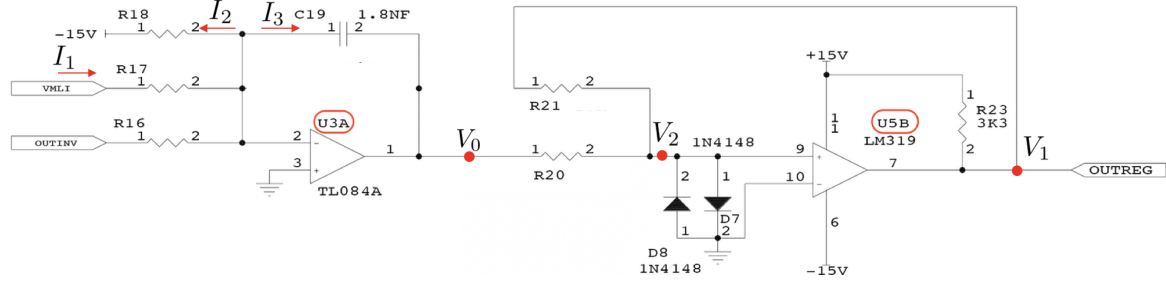 R18
I₂
I₃
C19
1.8NF
1
2
1
2
-15V
I₁
R17
1
2
VMLI
R16
1
2
OUTINV
U3A
2
-
3
+
1
TL084A
V₀
R21
1
2
1
2
R20
V₂
1N4148
2
1
D7
1
2
D8
1N4148
+15V
11
U5B
LM319
9
+
10
-
7
6
-15V
1
R23
3K3
2
V₁
OUTREG